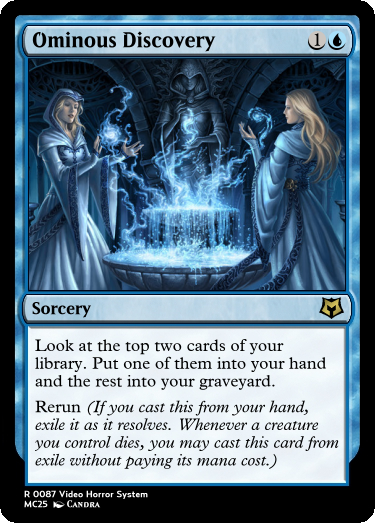 Ominous Discovery
1
Sorcery
Look at the top two cards of your
library. Put one of them into your hand
and the rest into your graveyard.
Rerun (If you cast this from your hand,
exile it as it resolves. Whenever a creature
you control dies, you may cast this card from
exile without paying its mana cost.)
R 0087 Video Horror System
MC25 Candra